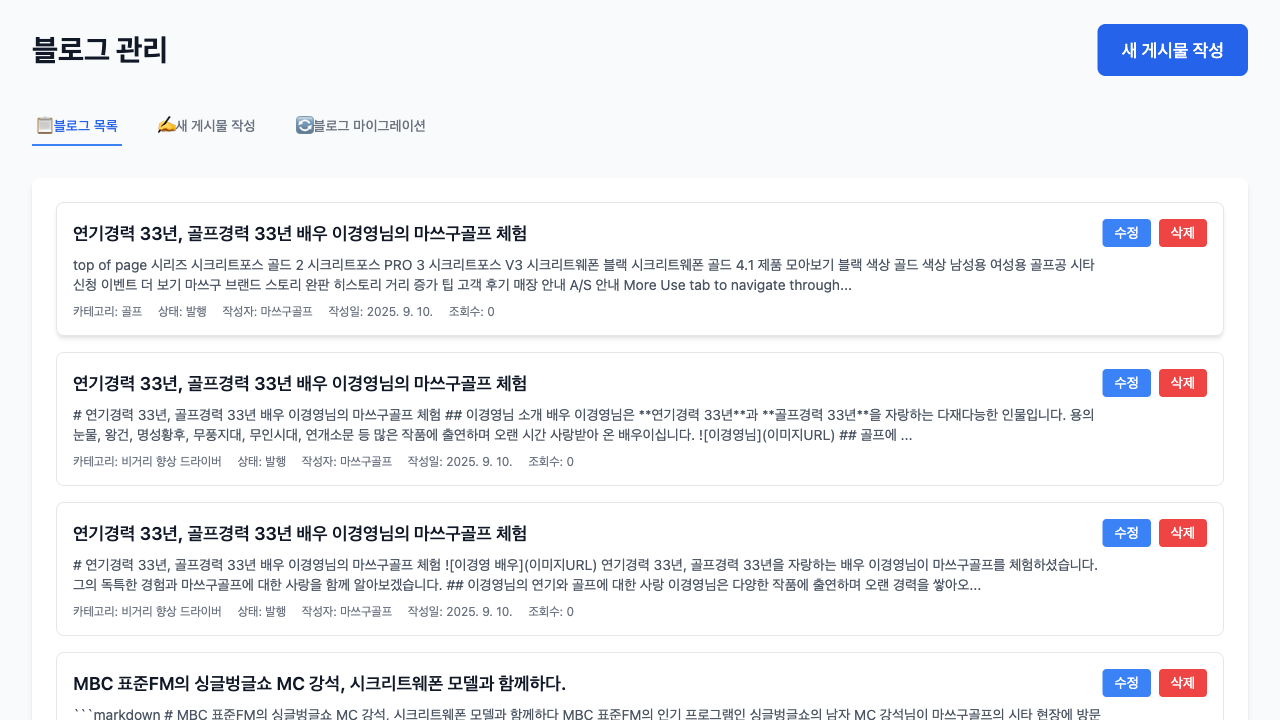 블로그 관리
새 게시물 작성
블로그 목록
새 게시물 작성
블로그 마이그레이션
연기경력 33년, 골프경력 33년 배우 이경영님의 마쓰구골프 체험
수정
삭제
top of page 시리즈 시크리트포스 골드 2 시크리트포스 PRO 3 시크리트포스 V3 시크리트웨폰 블랙 시크리트웨폰 골드 4.1 제품 모아보기 블랙 색상 골드 색상 남성용 여성용 골프공 시타
신청 이벤트 더 보기 마쓰구 브랜드 스토리 완판 히스토리 거리 증가 팁 고객 후기 매장 안내 A/S 안내 More Use tab to navigate through...
카테고리: 골프 상태: 발행 작성자: 마쓰구골프 작성일: 2025. 9. 10. 조회수: 0
연기경력 33년, 골프경력 33년 배우 이경영님의 마쓰구골프 체험
수정
삭제
# 연기경력 33년, 골프경력 33년 배우 이경영님의 마쓰구골프 체험 ## 이경영님 소개 배우 이경영님은 **연기경력 33년**과 **골프경력 33년**을 자랑하는 다재다능한 인물입니다. 용의
눈물, 왕건, 명성황후, 무풍지대, 무인시대, 연개소문 등 많은 작품에 출연하며 오랜 시간 사랑받아 온 배우이십니다. ![이경영님](이미지URL) ## 골프에 ...
카테고리: 비거리 향상 드라이버 상태: 발행 작성자: 마쓰구골프 작성일: 2025. 9. 10. 조회수: 0
연기경력 33년, 골프경력 33년 배우 이경영님의 마쓰구골프 체험
수정
삭제
# 연기경력 33년, 골프경력 33년 배우 이경영님의 마쓰구골프 체험 ![이경영 배우](이미지URL) 연기경력 33년, 골프경력 33년을 자랑하는 배우 이경영님이 마쓰구골프를 체험하셨습니다.
그의 독특한 경험과 마쓰구골프에 대한 사랑을 함께 알아보겠습니다. ## 이경영님의 연기와 골프에 대한 사랑 이경영님은 다양한 작품에 출연하며 오랜 경력을 쌓아오...
카테고리: 비거리 향상 드라이버 상태: 발행 작성자: 마쓰구골프 작성일: 2025. 9. 10. 조회수: 0
MBC 표준FM의 싱글벙글쇼 MC 강석, 시크리트웨폰 모델과 함께하다.
수정
삭제
```markdown # MBC 표준FM의 싱글벙글쇼 MC 강석, 시크리트웨폰 모델과 함께하다 MBC 표준FM의 인기 프로그램인 싱글벙글쇼의 남자 MC 강석님이 마쓰구골프의 시타 현장에 방문